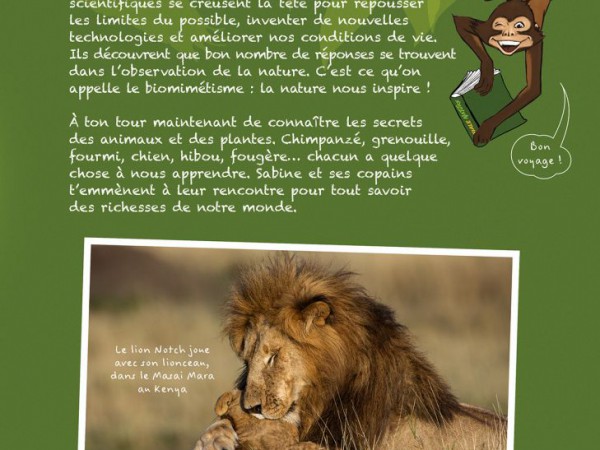 scientifiques se creusent la tête pour repousser
les limites du possible, inventer de nouvelles
technologies et améliorer nos conditions de vie.
Ils découvrent que bon nombre de réponses se trouvent
dans l'observation de la nature. C'est ce qu'on
appelle le biomimétisme : la nature nous inspire !
À ton tour maintenant de connaître les secrets
des animaux et des plantes. Chimpanzé, grenouille,
fourmi, chien, hibou, fougère... chacun a quelque
chose à nous apprendre. Sabine et ses copains
t'emmènent à leur rencontre pour tout savoir
des richesses de notre monde.
Bon
voyage !
Le lion Notch joue
avec son lionceau,
dans le Masai Mara
au Kenya